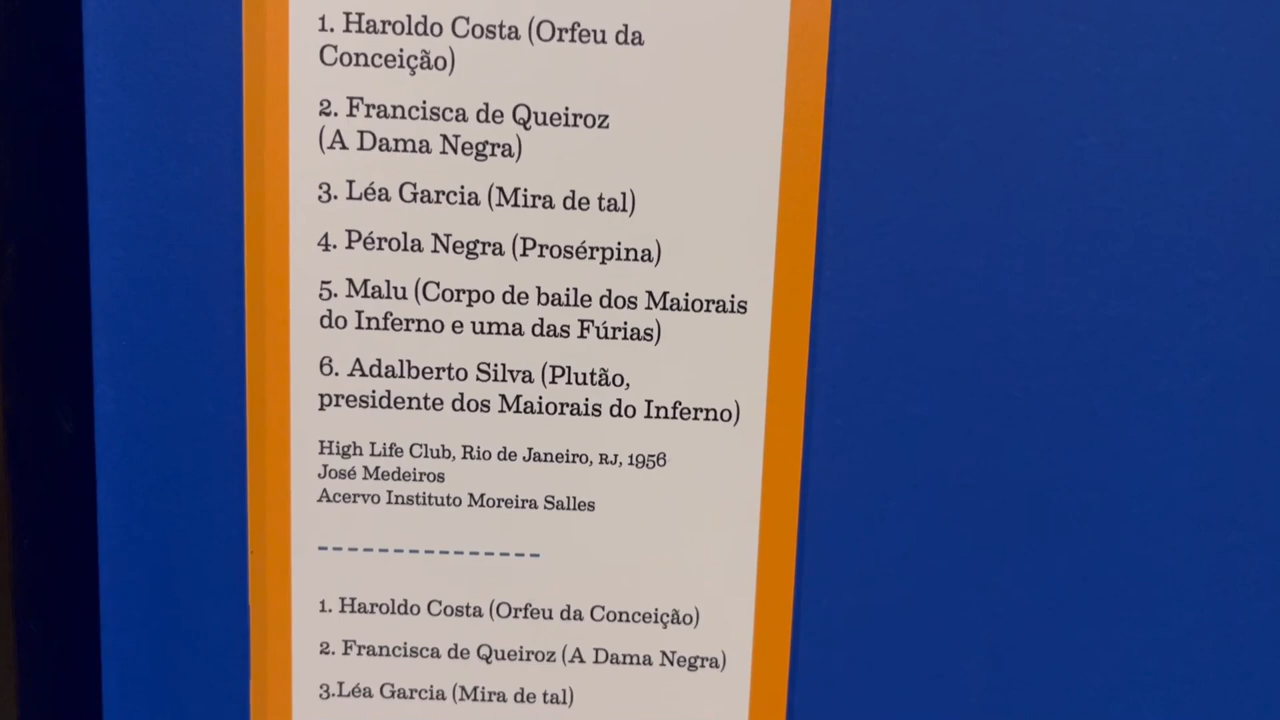 1. Haroldo Costa (Orfeu da
Conceição)
2. Francisca de Queiroz
(A Dama Negra)
3. Léa Garcia (Mira de tal)
4. Pérola Negra (Prosérpina)
5. Malu (Corpo de baile dos Maiorais
do Inferno e uma das Fúrias)
6. Adalberto Silva (Plutão,
presidente dos Maiorais do Inferno)
High Life Club, Rio de Janeiro, RJ, 1956
José Medeiros
Acervo Instituto Moreira Salles
---------------
1. Haroldo Costa (Orfeu da Conceição)
2. Francisca de Queiroz (A Dama Negra)
3.Léa Garcia (Mira de tal)